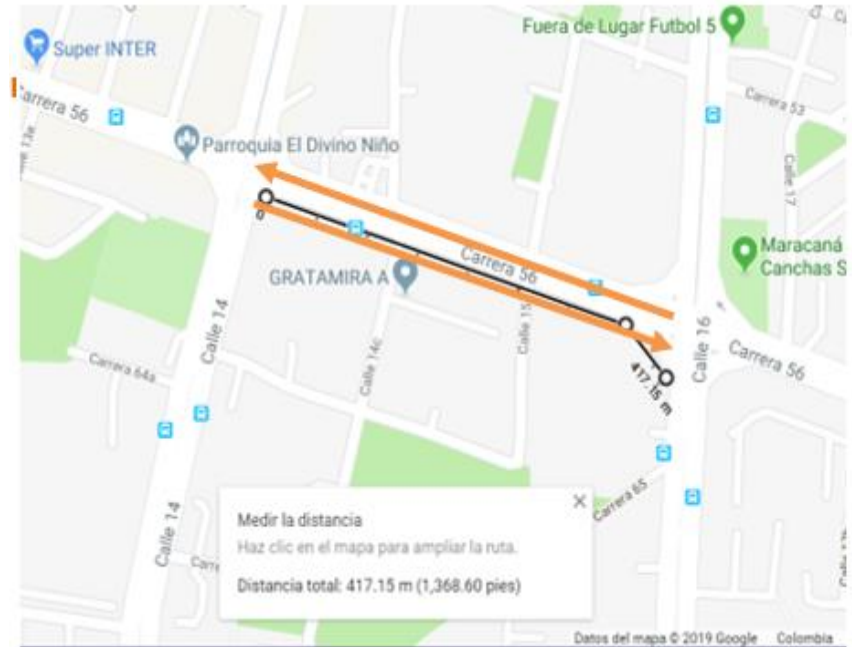 Fuera de Lugar Futbol 5
Super INTER
Carrera 56
Carrera 53
Parroquia El Divino Niño
Calle 17
0
Maracaná
Canchas S
Carrera 56
GRATAMIRA A
Calle 14
Calle 15
Calle 16
Carrera 56
Carrera 64a
Calle 14c
417.15 m
Carrera 65
Medir la distancia
Haz clic en el mapa para ampliar la ruta.
Calle 14
Distancia total: 417.15 m (1,368.60 pies)
Datos del mapa © 2019 Google Colombia